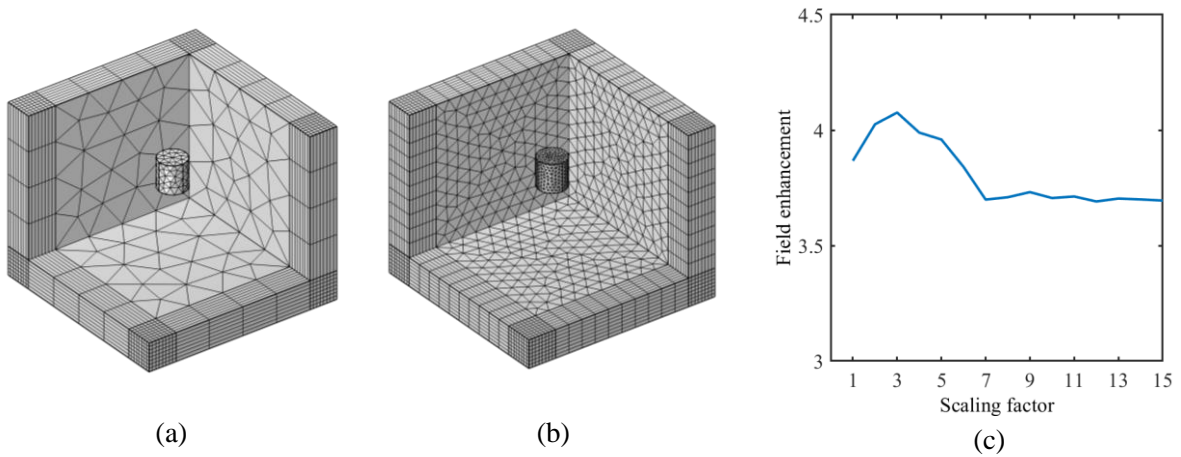 4.5
4
3.5
3
Field enhancement
1 3 5 7 9 11 13 15
Scaling factor
(a) (b) (c)